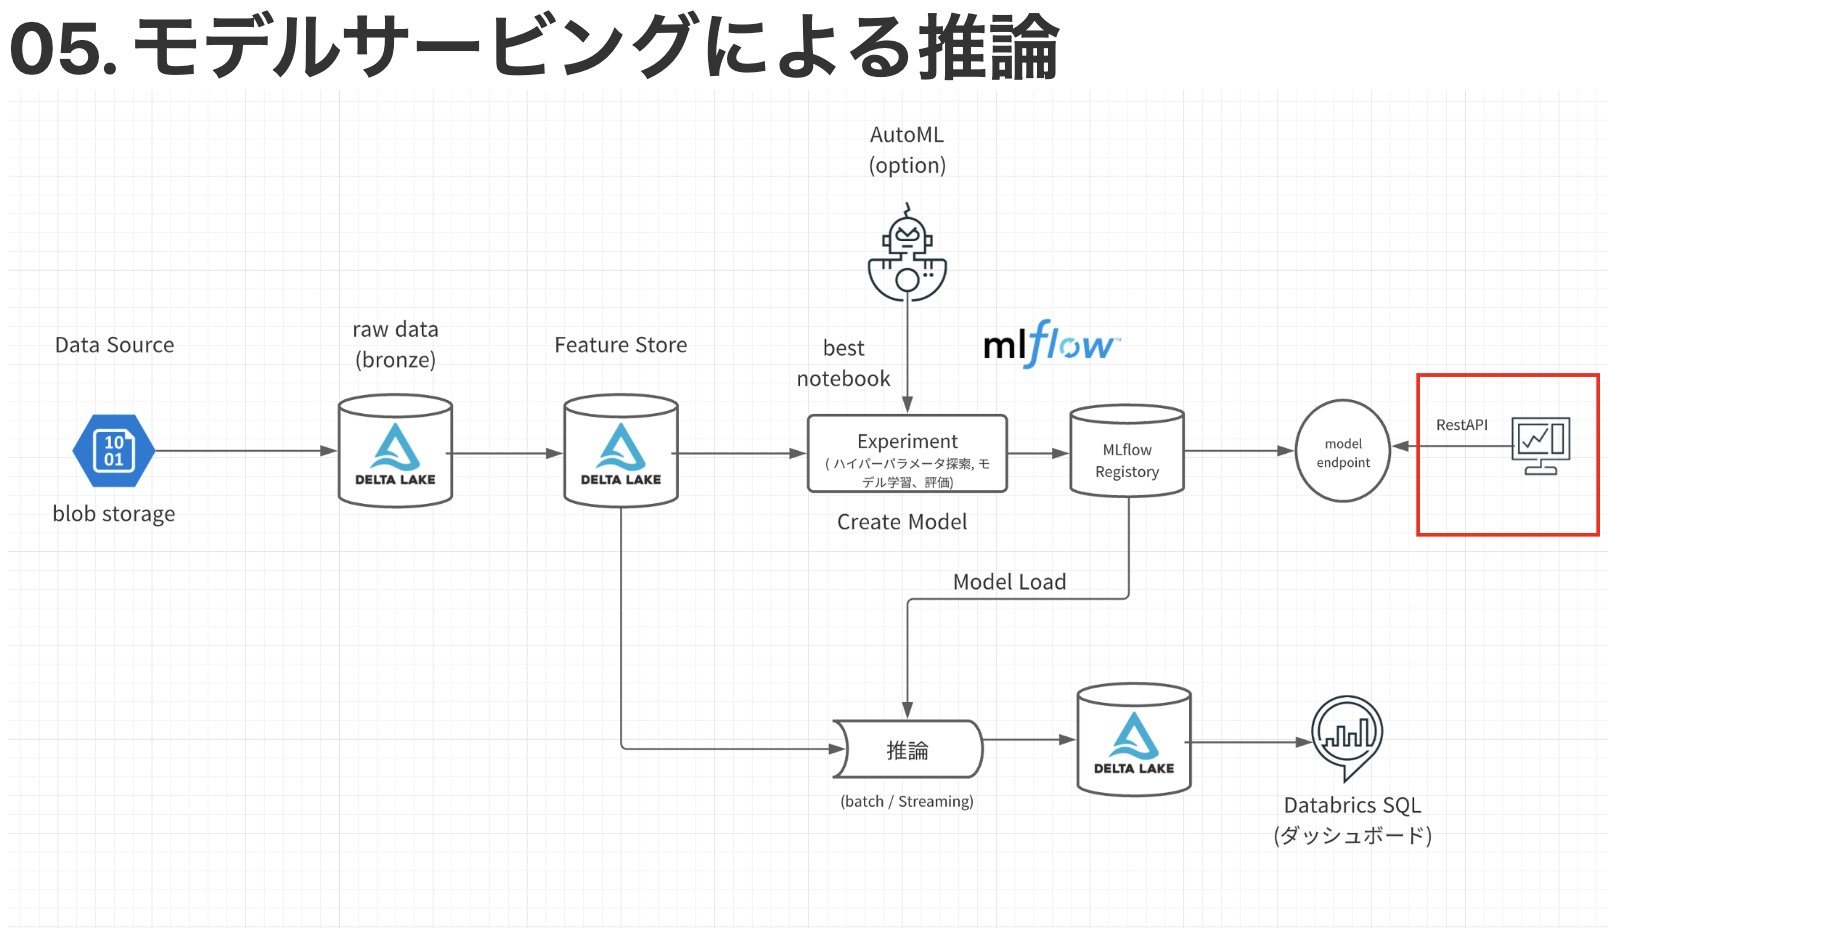 05. モデルサービングによる推論
AutoML
(option)
Data Source
raw data
(bronze)
Feature Store
best
notebook
mlflow™
10
01
DELTA LAKE
DELTA LAKE
Experiment
( ハイパーパラメータ探索, モ
デル学習、評価)
MLflow
Registory
model
endpoint
RestAPI
blob storage
Create Model
Model Load
推論
(batch / Streaming)
DELTA LAKE
Databrics SQL
(ダッシュボード)